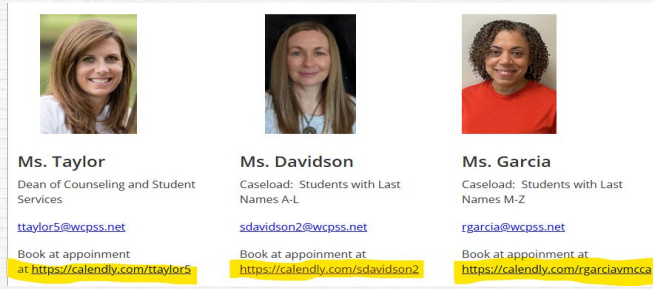 Ms. Taylor
Dean of Counseling and Student
Services
ttaylor5@wcpss.net
Book at appointment
at https://calendly.com/ttaylor5
Ms. Davidson
Caseload: Students with Last
Names A-L
sdavidson2@wcpss.net
Book at appoinment at
https://calendly.com/sdavidson2
Ms. Garcia
Caseload: Students with Last
Names M-Z
rgarcia@wcpss.net
Book at appoinment at
https://calendly.com/rgarciavmcca